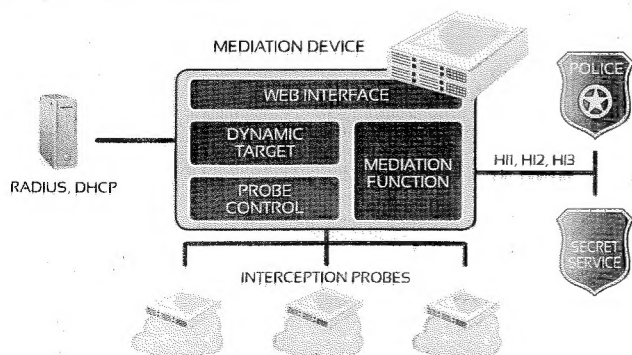 MEDIATION DEVICE
WEB INTERFACE
DYNAMIC
TARGET
PROBE
CONTROL
MEDIATION
FUNCTION
RADIUS, DHCP
HI1, HI2, HI3
POLICE
SECRET
SERVICE
INTERCEPTION PROBES